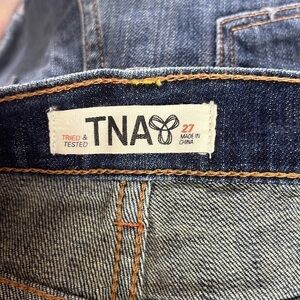 TRIED &
TESTED
TNA
27
MADE IN
CHINA